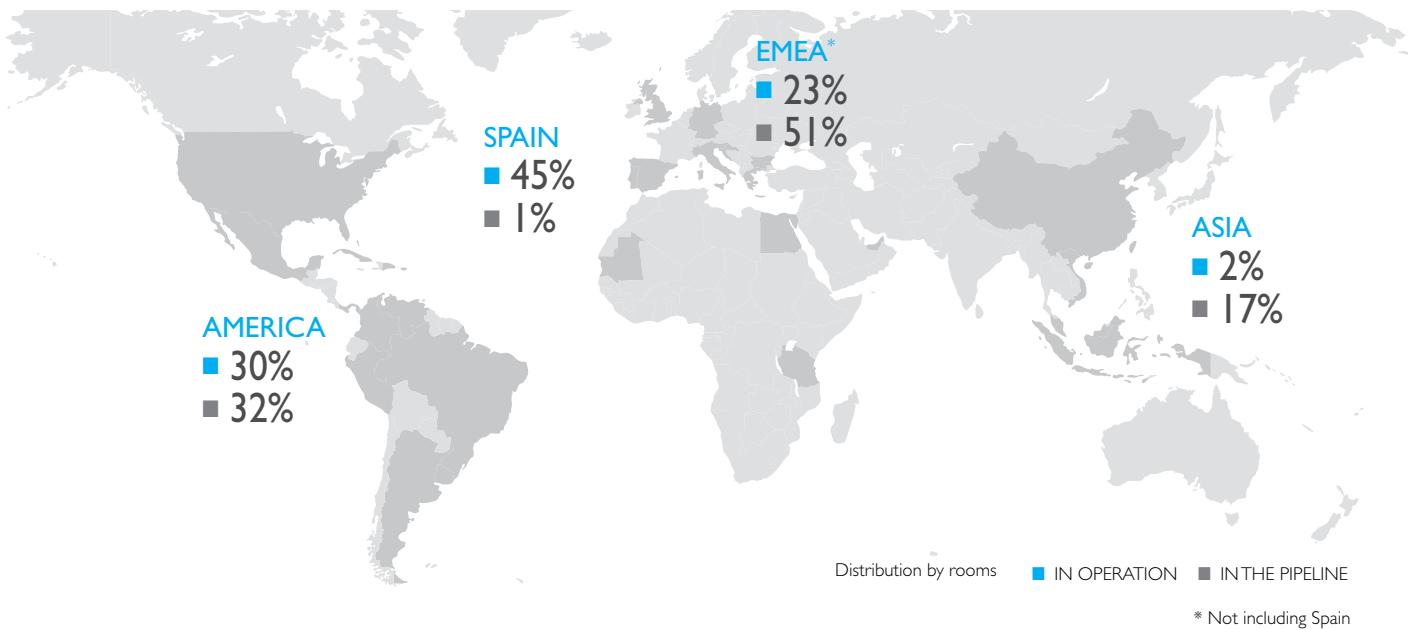 EMEA*
23%
51%
SPAIN
45%
1%
ASIA
2%
17%
AMERICA
30%
32%
Distribution by rooms
IN OPERATION
IN THE PIPELINE
* Not including Spain